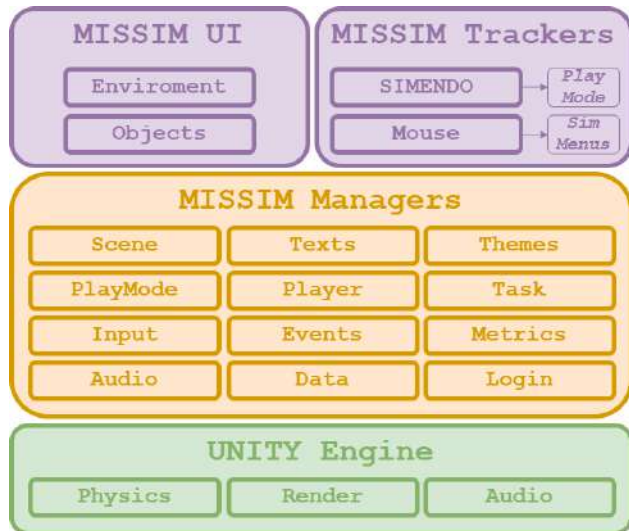 MISSIM UI
Enviroment
Objects
MISSIM Trackers
SIMENDO
Play
Mode
Mouse
Sim
Menus
MISSIM Managers
Scene Texts Themes
PlayMode Player Task
Input Events Metrics
Audio Data Login
UNITY Engine
Physics Render Audio